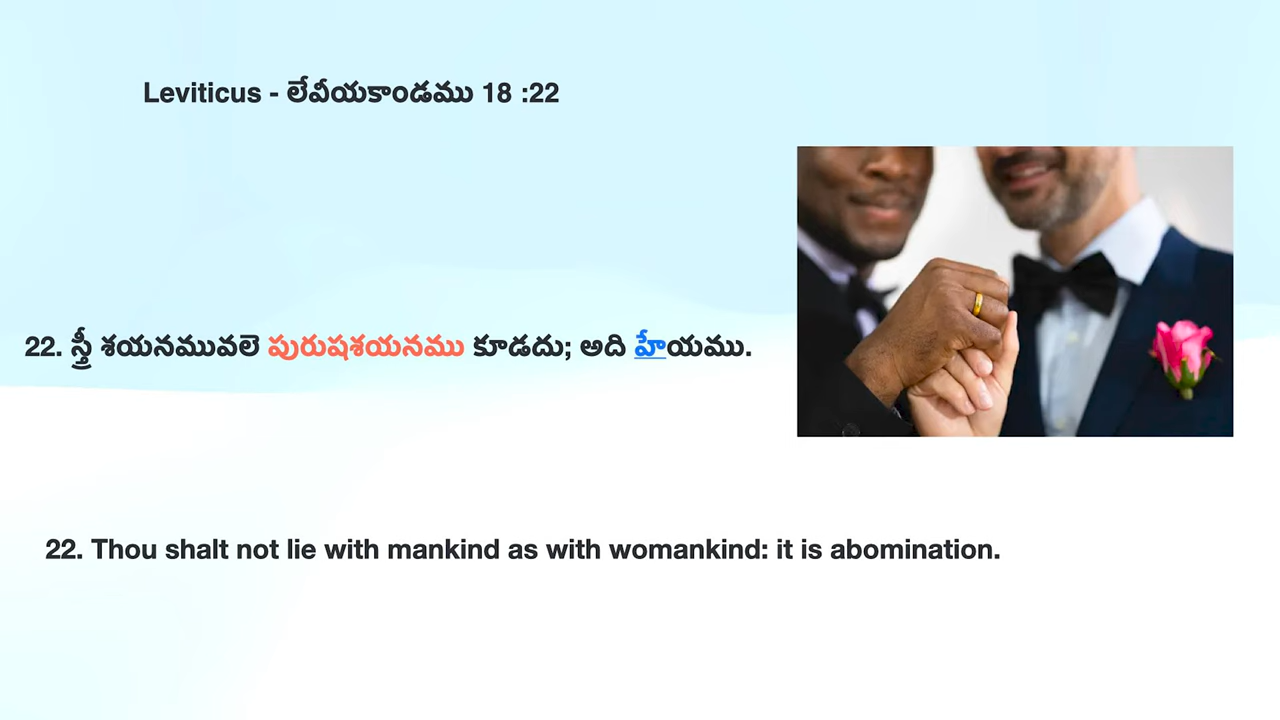 Leviticus - లేవీయకాండము 18 :22
22. స్త్రీ శయనమువలె పురుషశయనము కూడదు; అది హేయము.
22. Thou shalt not lie with mankind as with womankind: it is abomination.